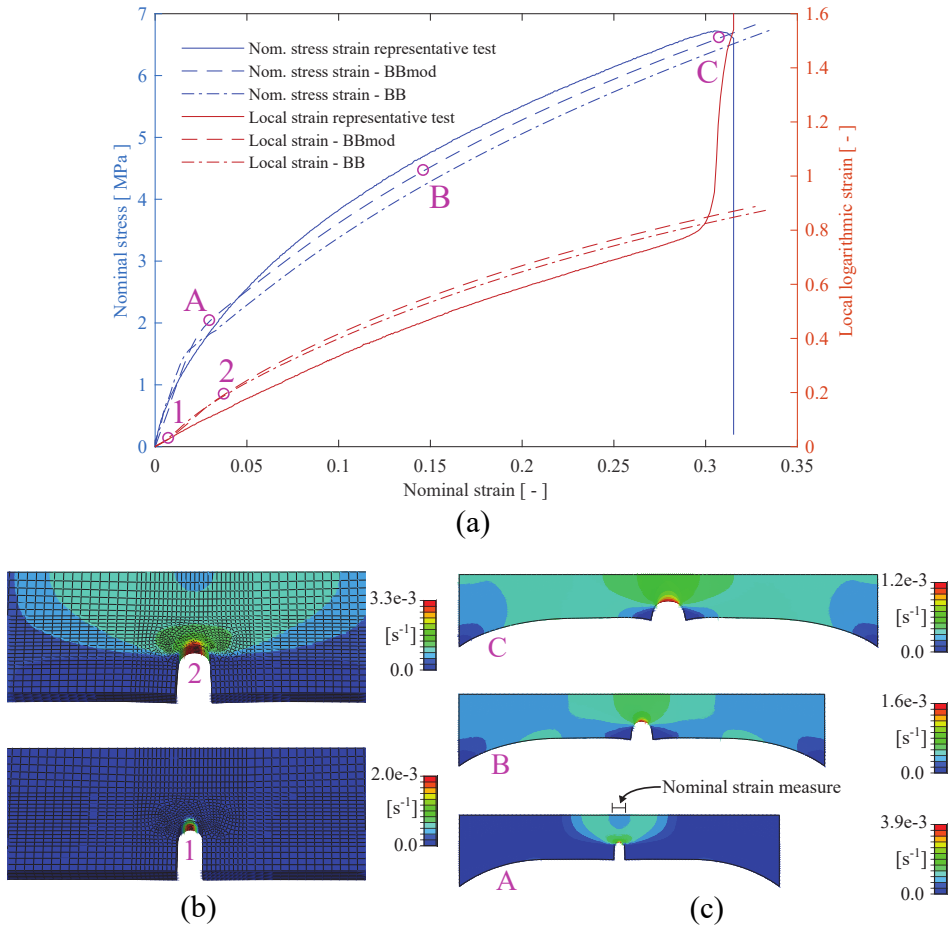 7
6
5
4
3
2
1
0
Nominal stress [ MPa]
Nom. stress strain representative test
Nom. stress strain - BBmod
Nom. stress strain - BB
Local strain representative test
Local strain - BBmod
Local strain - BB
A
B
C
1
2
1.6
1.4
1.2
1
0.8
0.6
0.4
0.2
0
Local logarithmic strain [ - ]
0
0.05
0.1
0.15
0.2
0.25
0.3
0.35
Nominal strain [ - ]
(a)
3.3e-3
[s-1]
0.0
2
2.0e-3
[s-1]
0.0
1
(b)
1.2e-3
[s-1]
0.0
C
1.6e-3
[s-1]
0.0
B
Nominal strain measure
3.9e-3
[s-1]
0.0
A
(c)